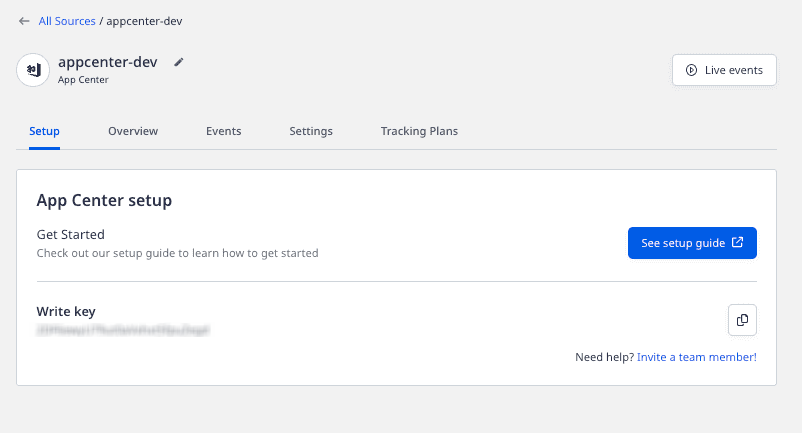 All Sources / appcenter-dev
appcenter-dev
App Center
Live events
Setup
Overview
Events
Settings
Tracking Plans
App Center setup
Get Started
Check out our setup guide to learn how to get started
See setup guide
Write key
Need help? Invite a team member!